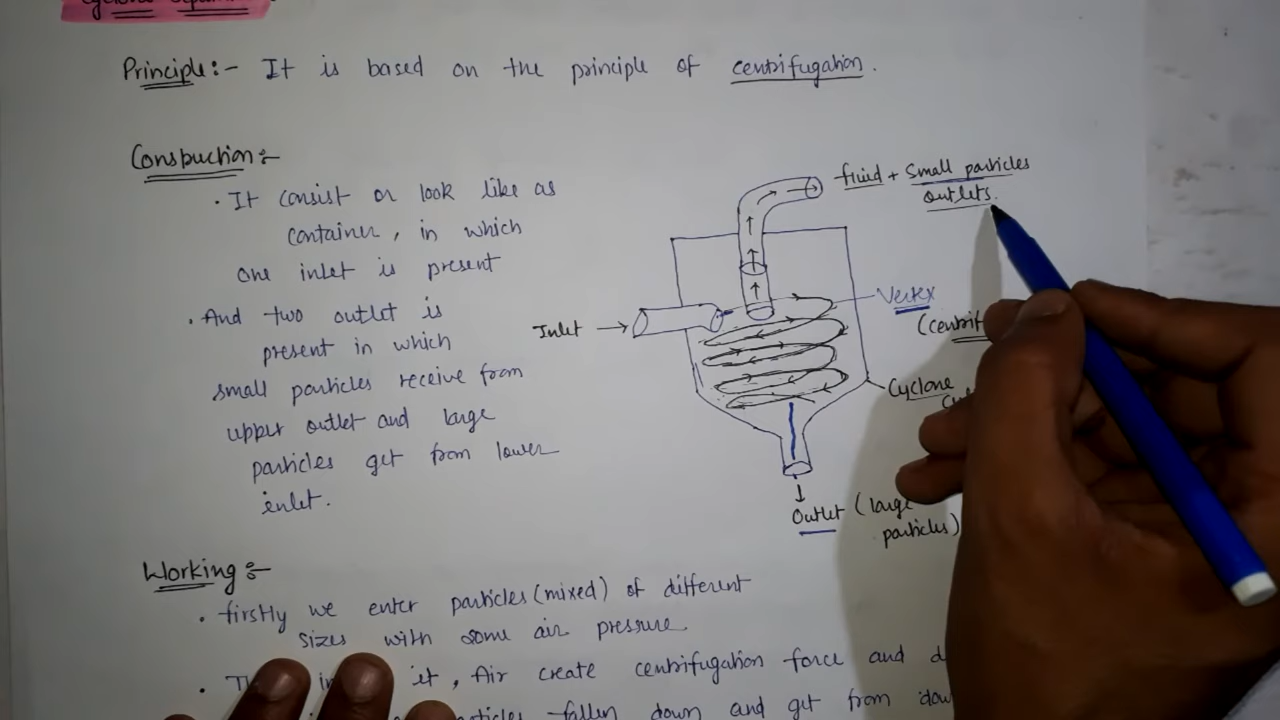 Principle:- It is based on the principle of centrifugation.
Consbuction:-
• It consist or look like as
container, in which
one inlet is present
• And two outlet is
present in which
small particles receive from
upper outlet and large
particles get from lower
inlet.
fluid + small particles
outlets.
Vertex
Inlet
Cyclone
Outlet (large
particles)
Working:-
• firstly we enter particles (mixed) of different
sizes with some air pressure
it, Air create centrifugation force and
fallen down and get from